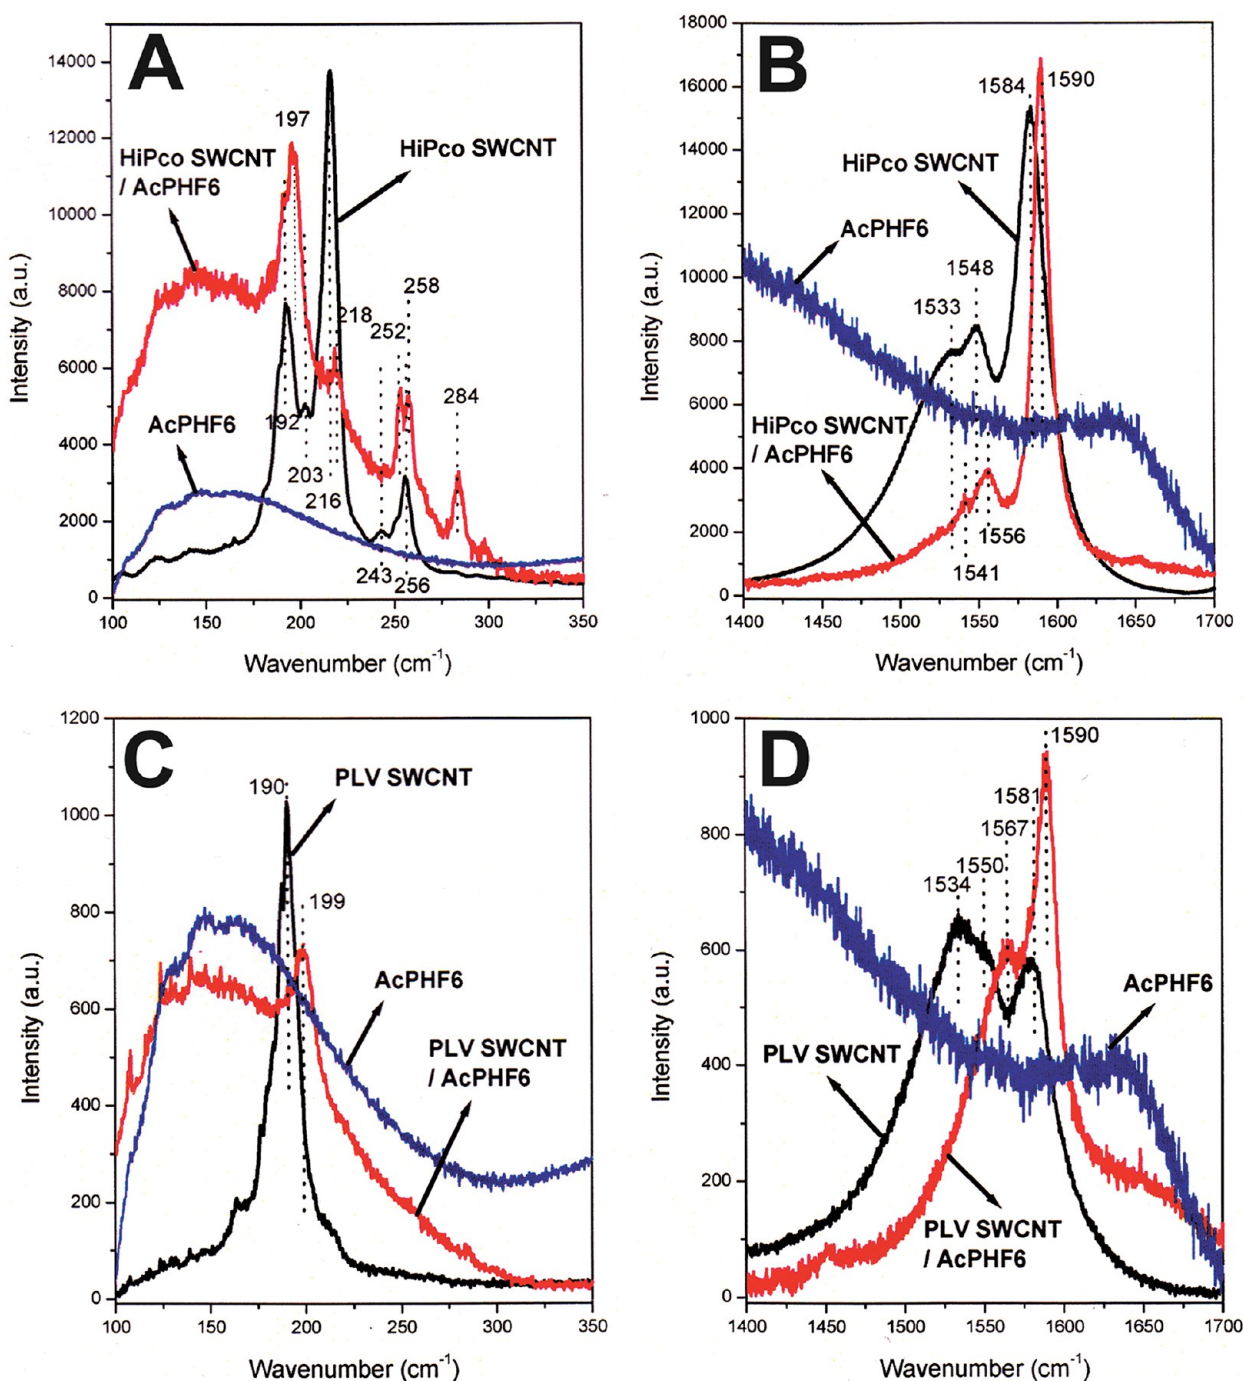 A
14000
12000
10000
8000
6000
4000
2000
0
Intensity (a.u.)
197
HiPco SWCNT
/ AcPHF6
HiPco SWCNT
258
218
252
284
AcPHF6
192
203
216
243
256
100
150
200
250
300
350
Wavenumber (cm⁻¹)
B
18000
16000
14000
12000
10000
8000
6000
4000
2000
0
Intensity (a.u.)
1584
1590
HiPco SWCNT
AcPHF6
1548
1533
HiPco SWCNT
/ AcPHF6
1556
1541
1400
1450
1500
1550
1600
1650
1700
Wavenumber (cm⁻¹)
C
1200
1000
800
600
400
200
0
Intensity (a.u.)
190
PLV SWCNT
199
AcPHF6
PLV SWCNT
/ AcPHF6
100
150
200
250
300
350
Wavenumber (cm⁻¹)
D
1000
800
600
400
200
0
Intensity (a.u.)
1590
1581
1567
1550
1534
AcPHF6
PLV SWCNT
PLV SWCNT
/ AcPHF6
1400
1450
1500
1550
1600
1650
1700
Wavenumber (cm⁻¹)